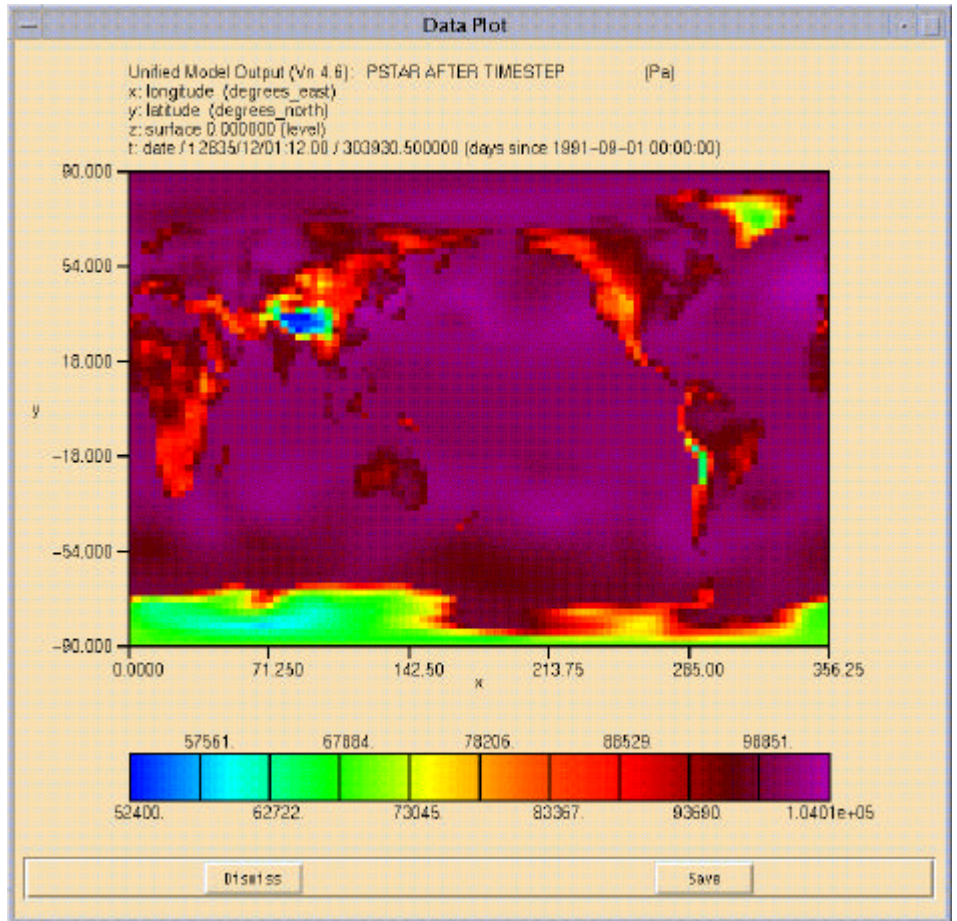 Data Plot
Unified Model Output (Vn 4.6): PSTAR AFTER TIMESTEP (Pa)
x: longitude (degrees_east)
y: latitude (degrees_north)
z: surface 0.000000 (level)
t: date / t 2835/12/01:12.00 / 303930.500000 (days since 1991-09-01 00:00:00)
90.000
54.000
18.000
y
-18.000
-54.000
-90.000
0.0000 71.250 142.50 213.75 285.00 356.25
x
57561. 67884. 78206. 88529. 98851.
52400. 62722. 73045. 83367. 93690. 1.0401e+05
Dismiss Save